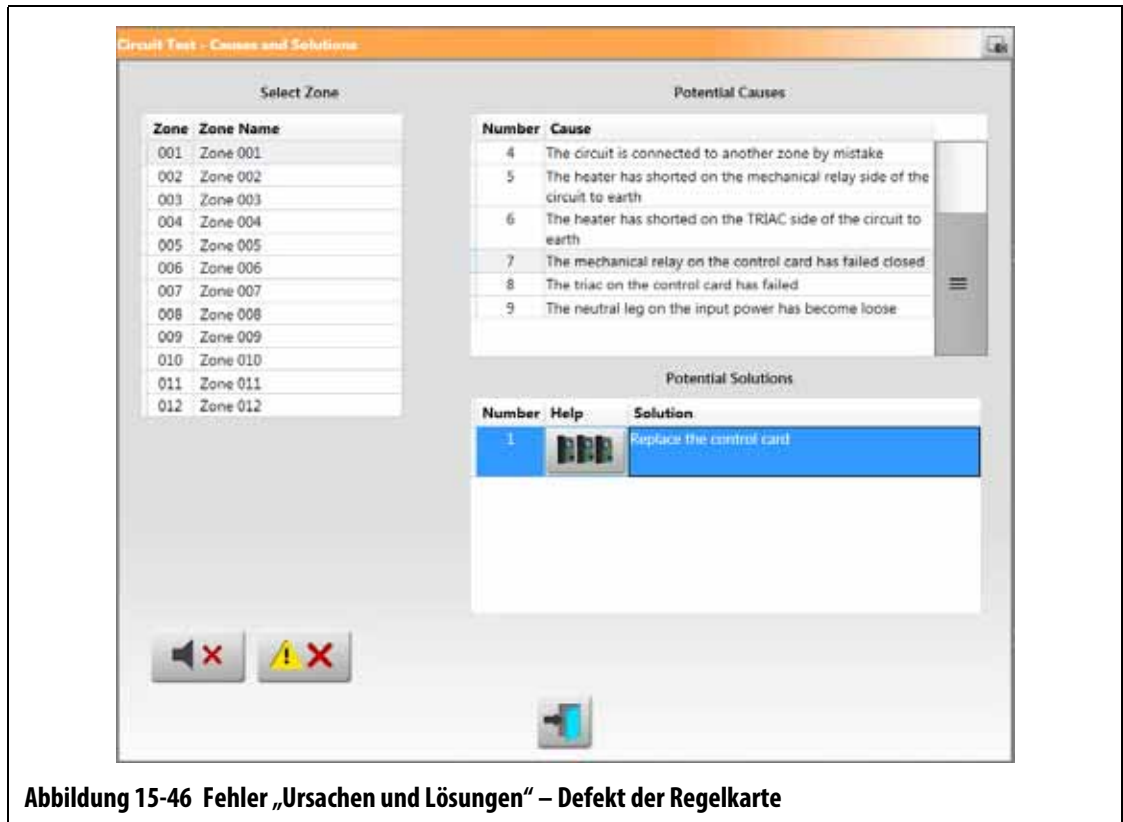 Circuit Test - Causes and Solutions
Select Zone
Zone Zone Name
001 Zone 001
002 Zone 002
003 Zone 003
004 Zone 004
005 Zone 005
006 Zone 006
007 Zone 007
008 Zone 008
009 Zone 009
010 Zone 010
011 Zone 011
012 Zone 012
Potential Causes
Number Cause
4 The circuit is connected to another zone by mistake
5 The heater has shorted on the mechanical relay side of the
circuit to earth
6 The heater has shorted on the TRIAC side of the circuit to
earth
7 The mechanical relay on the control card has failed closed
8 The triac on the control card has failed
9 The neutral leg on the input power has become loose
Potential Solutions
Number Help Solution
1 Replace the control card
Abbildung 15-46 Fehler „Ursachen und Lösungen“ – Defekt der Regelkarte